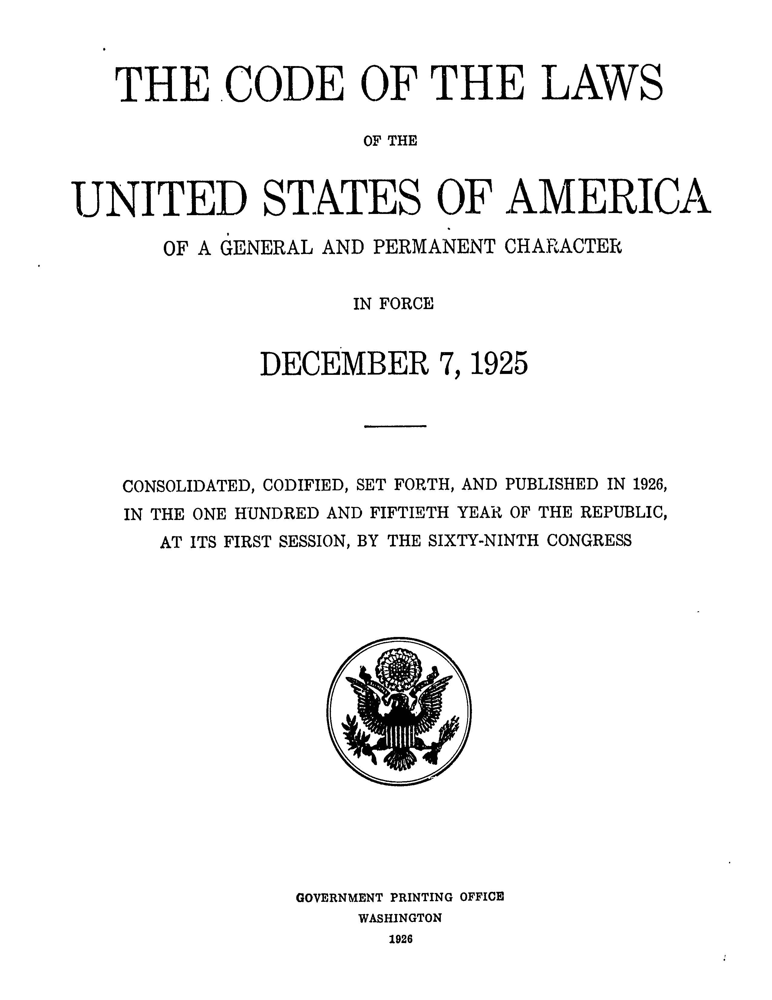 THE CODE OF THE LAWS
OF THE
UNITED STATES OF AMERICA
OF A GENERAL AND PERMANENT CHARACTER
IN FORCE
DECEMBER 7, 1925
CONSOLIDATED, CODIFIED, SET FORTH, AND PUBLISHED IN 1926,
IN THE ONE HUNDRED AND FIFTIETH YEAR OF THE REPUBLIC,
AT ITS FIRST SESSION, BY THE SIXTY-NINTH CONGRESS
GOVERNMENT PRINTING OFFICE
WASHINGTON
1926